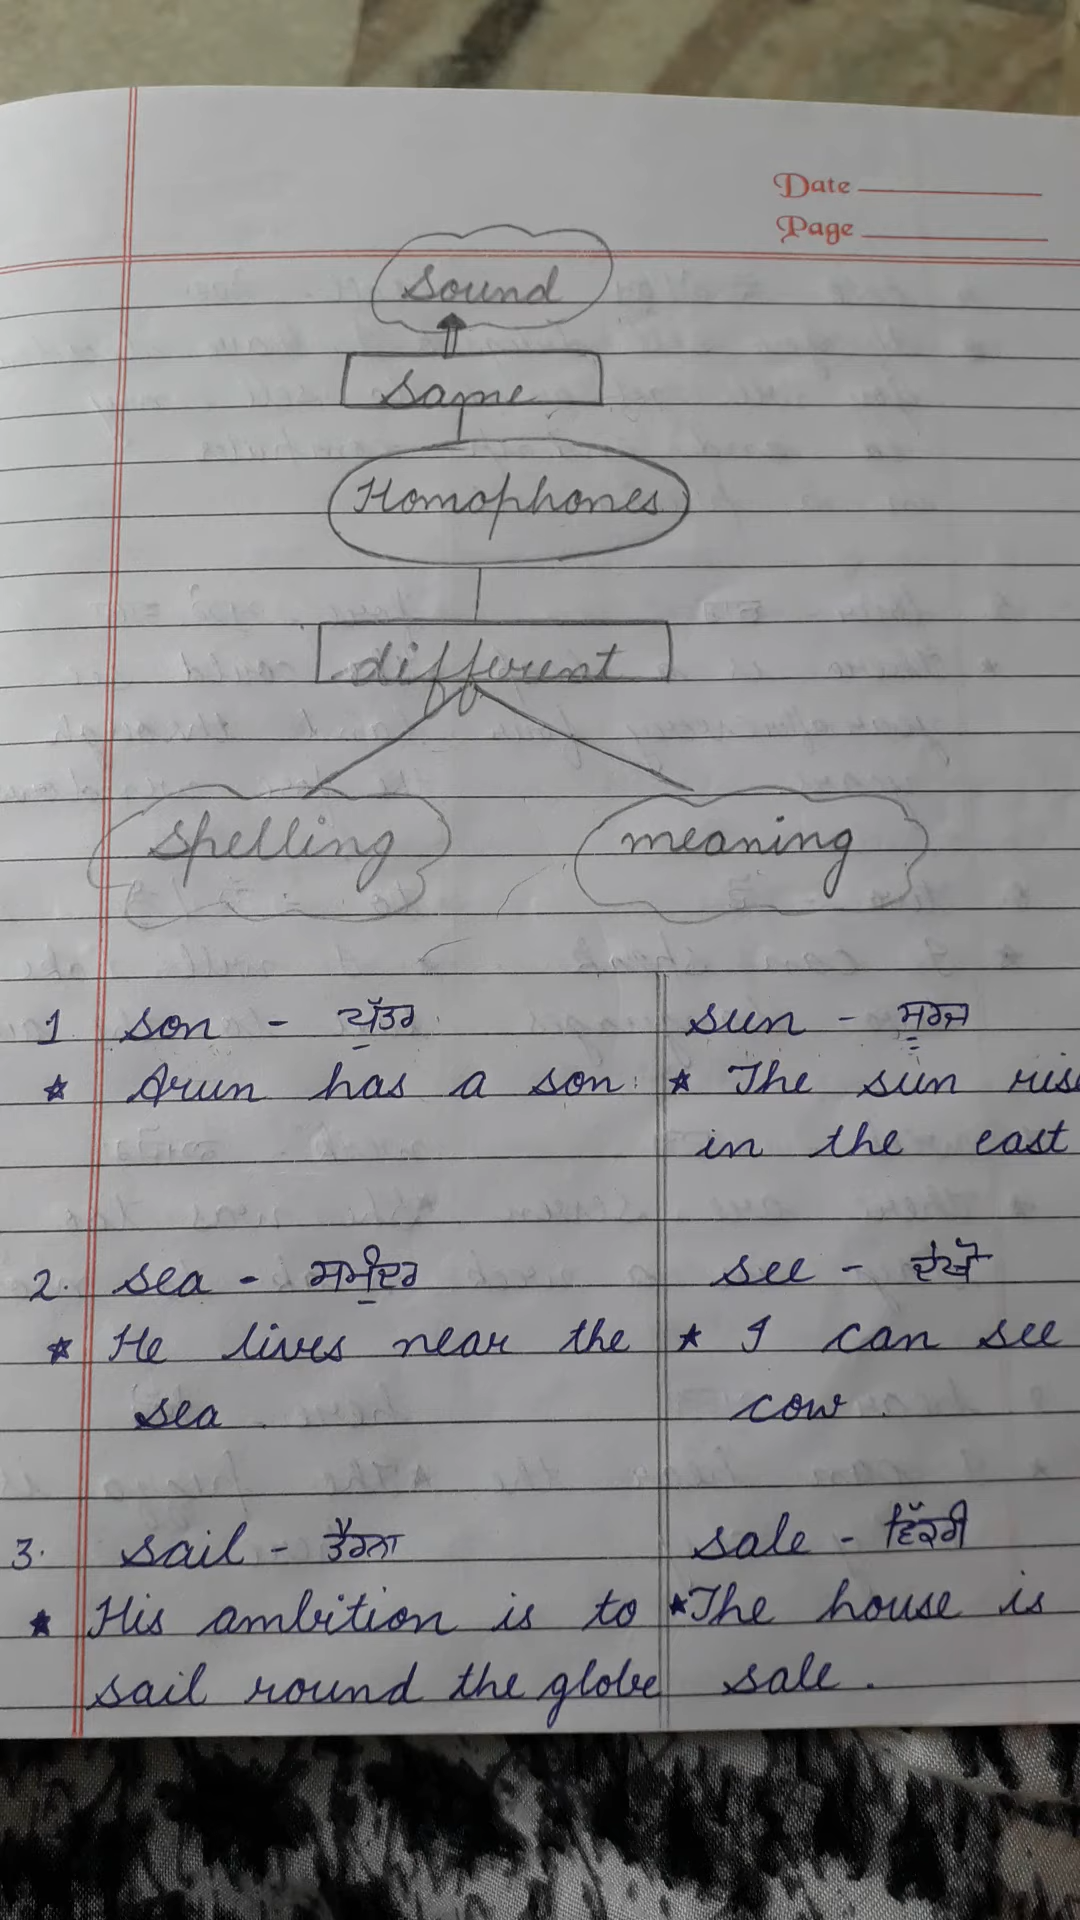 Date
Page
Sound
Same
Homophones
different
Spelling
meaning
1. son - ਪੁੱਤਰ
sun - ਸੂਰਜ
* Arun has a son.
* The sun rise
in the east
2. sea - ਸਮੁੰਦਰ
see - ਦੇਖੋ
* He lives near the
sea.
* I can see
cow.
3. sail - ਤੈਰਨਾ
sale - ਵਿੱਕਰੀ
* His ambition is to
sail round the globe
* The house is
sale.